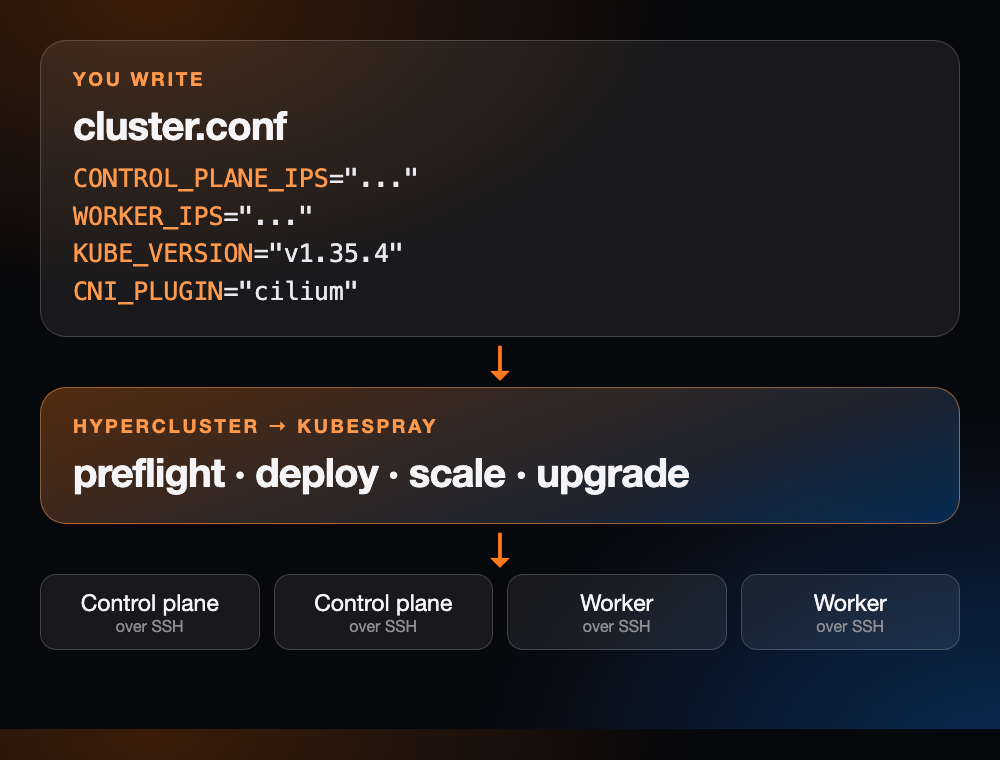 YOU WRITE
cluster.conf
CONTROL_PLANE_IPS="..."
WORKER_IPS="..."
KUBE_VERSION="v1.35.4"
CNI_PLUGIN="cilium"
HYPERCLUSTER → KUBESPRAY
preflight · deploy · scale · upgrade
Control plane
over SSH
Control plane
over SSH
Worker
over SSH
Worker
over SSH